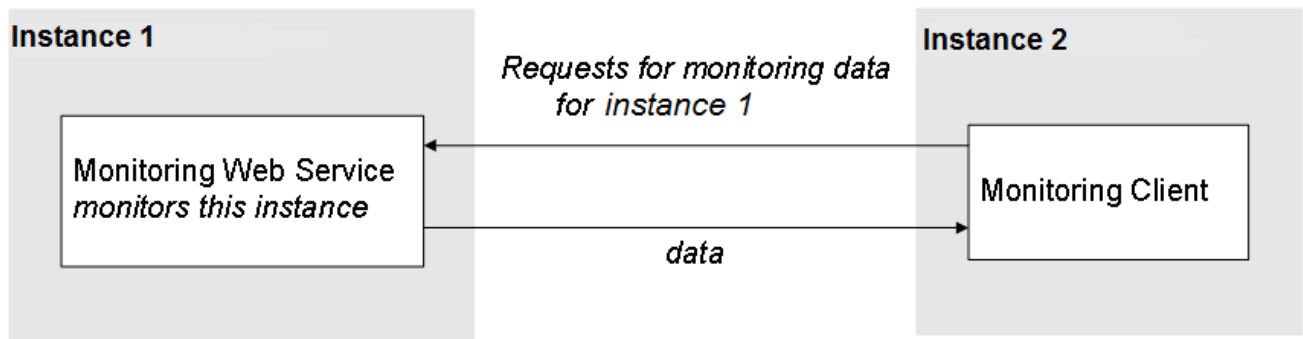 Instance 1
Instance 2
Requests for monitoring data
for instance 1
Monitoring Web Service
monitors this instance
Monitoring Client
data